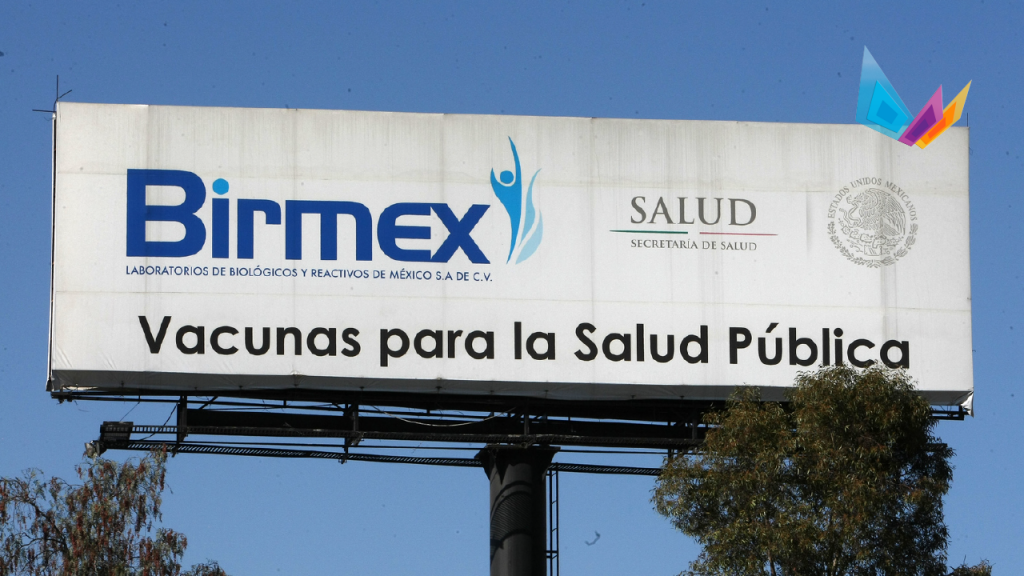 Birmex
LABORATORIOS DE BIOLÓGICOS Y REACTIVOS DE MÉXICO S.A DE C.V.
SALUD
SECRETARÍA DE SALUD
ESTADOS UNIDOS MEXICANOS
Vacunas para la Salud Pública